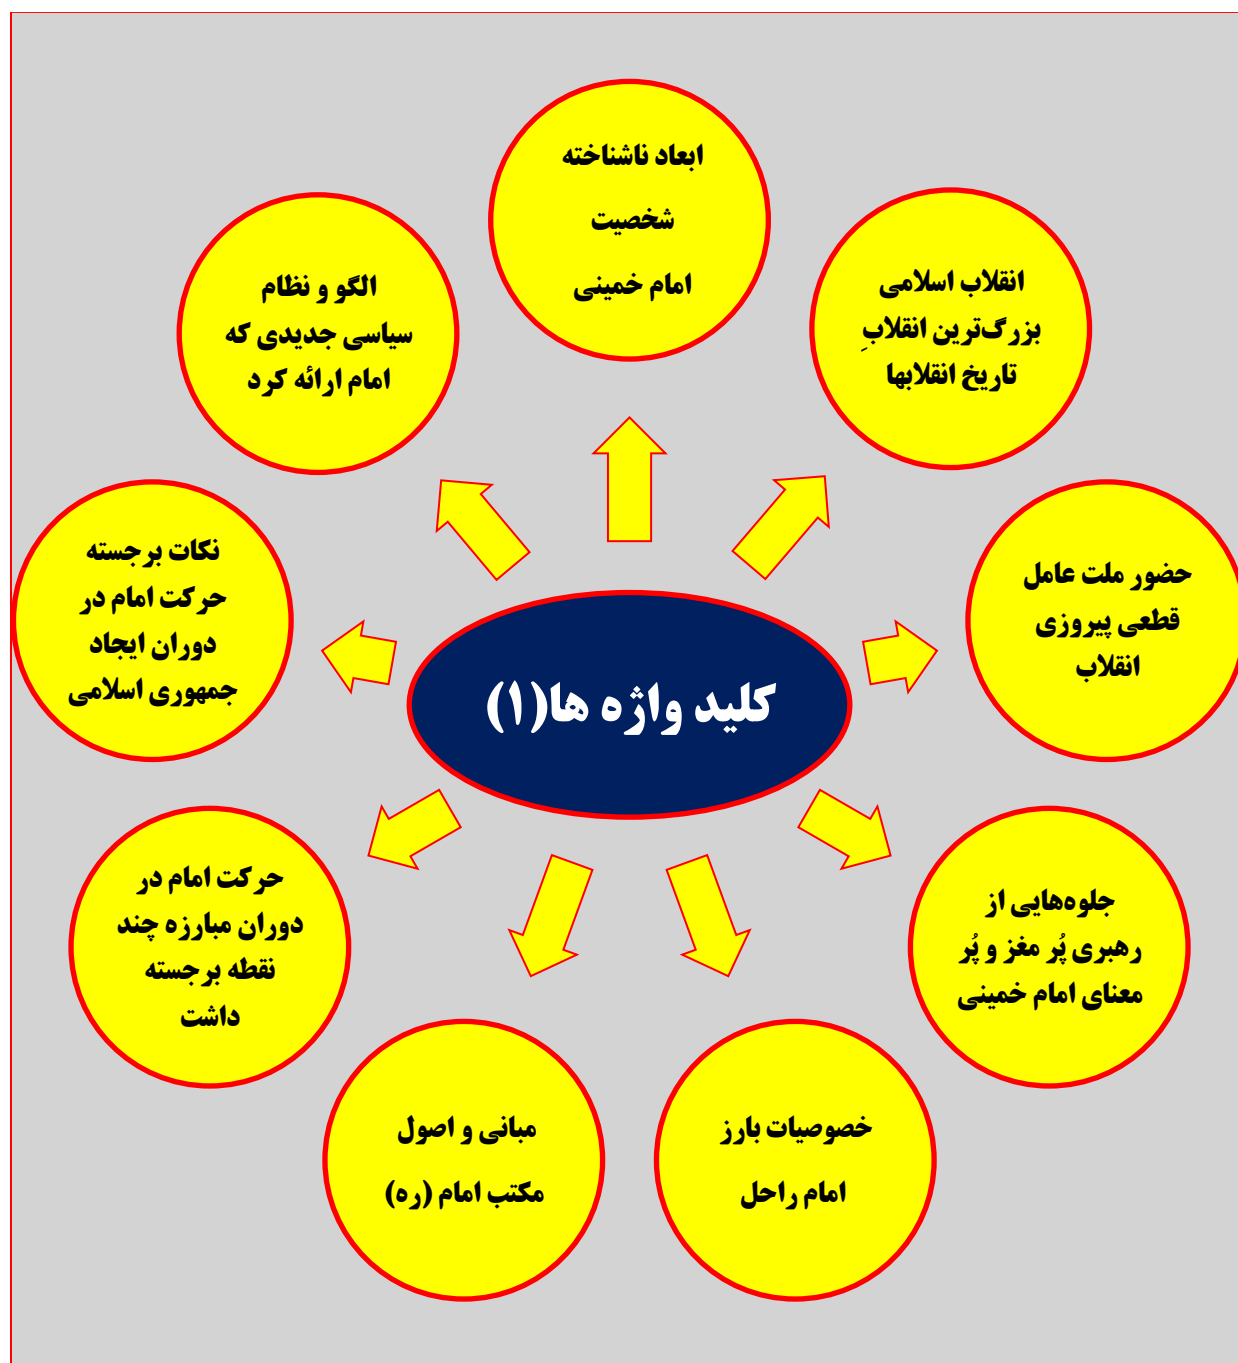 ابعاد ناشناخته
شخصیت
امام خمینی
انقلاب اسلامی
بزرگ‌ترین انقلابِ
تاریخ انقلابها
حضور ملت عامل
قطعی پیروزی
انقلاب
جلوه‌هایی از
رهبری پُر مغز و پُر
معنای امام خمینی
خصوصیات بارز
امام راحل
مبانی و اصول
مکتب امام (ره)
حرکت امام در
دوران مبارزه چند
نقطه برجسته
داشت
نکات برجسته
حرکت امام در
دوران ایجاد
جمهوری اسلامی
الگو و نظام
سیاسی جدیدی که
امام ارائه کرد
کلید واژه ها(۱)